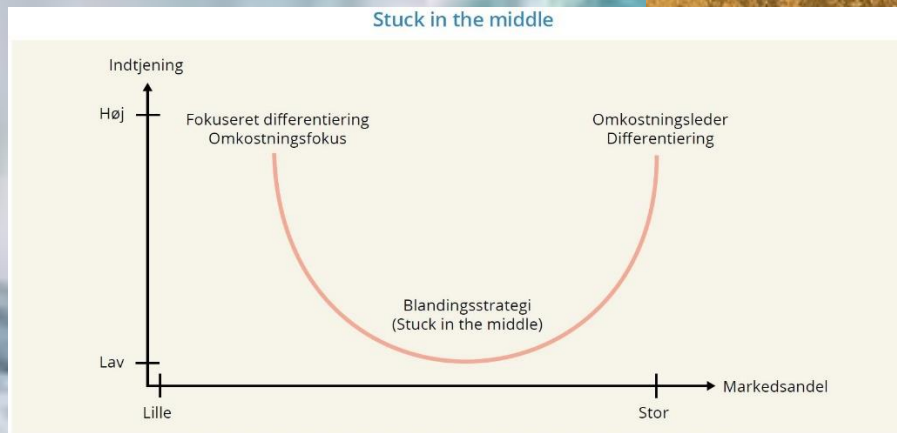 Stuck in the middle
Indtjening
Høj
Fokuseret differentiering
Omkostningsfokus
Omkostningsleder
Differentiering
Blandingsstrategi
(Stuck in the middle)
Lav
Markedsandel
Lille
Stor